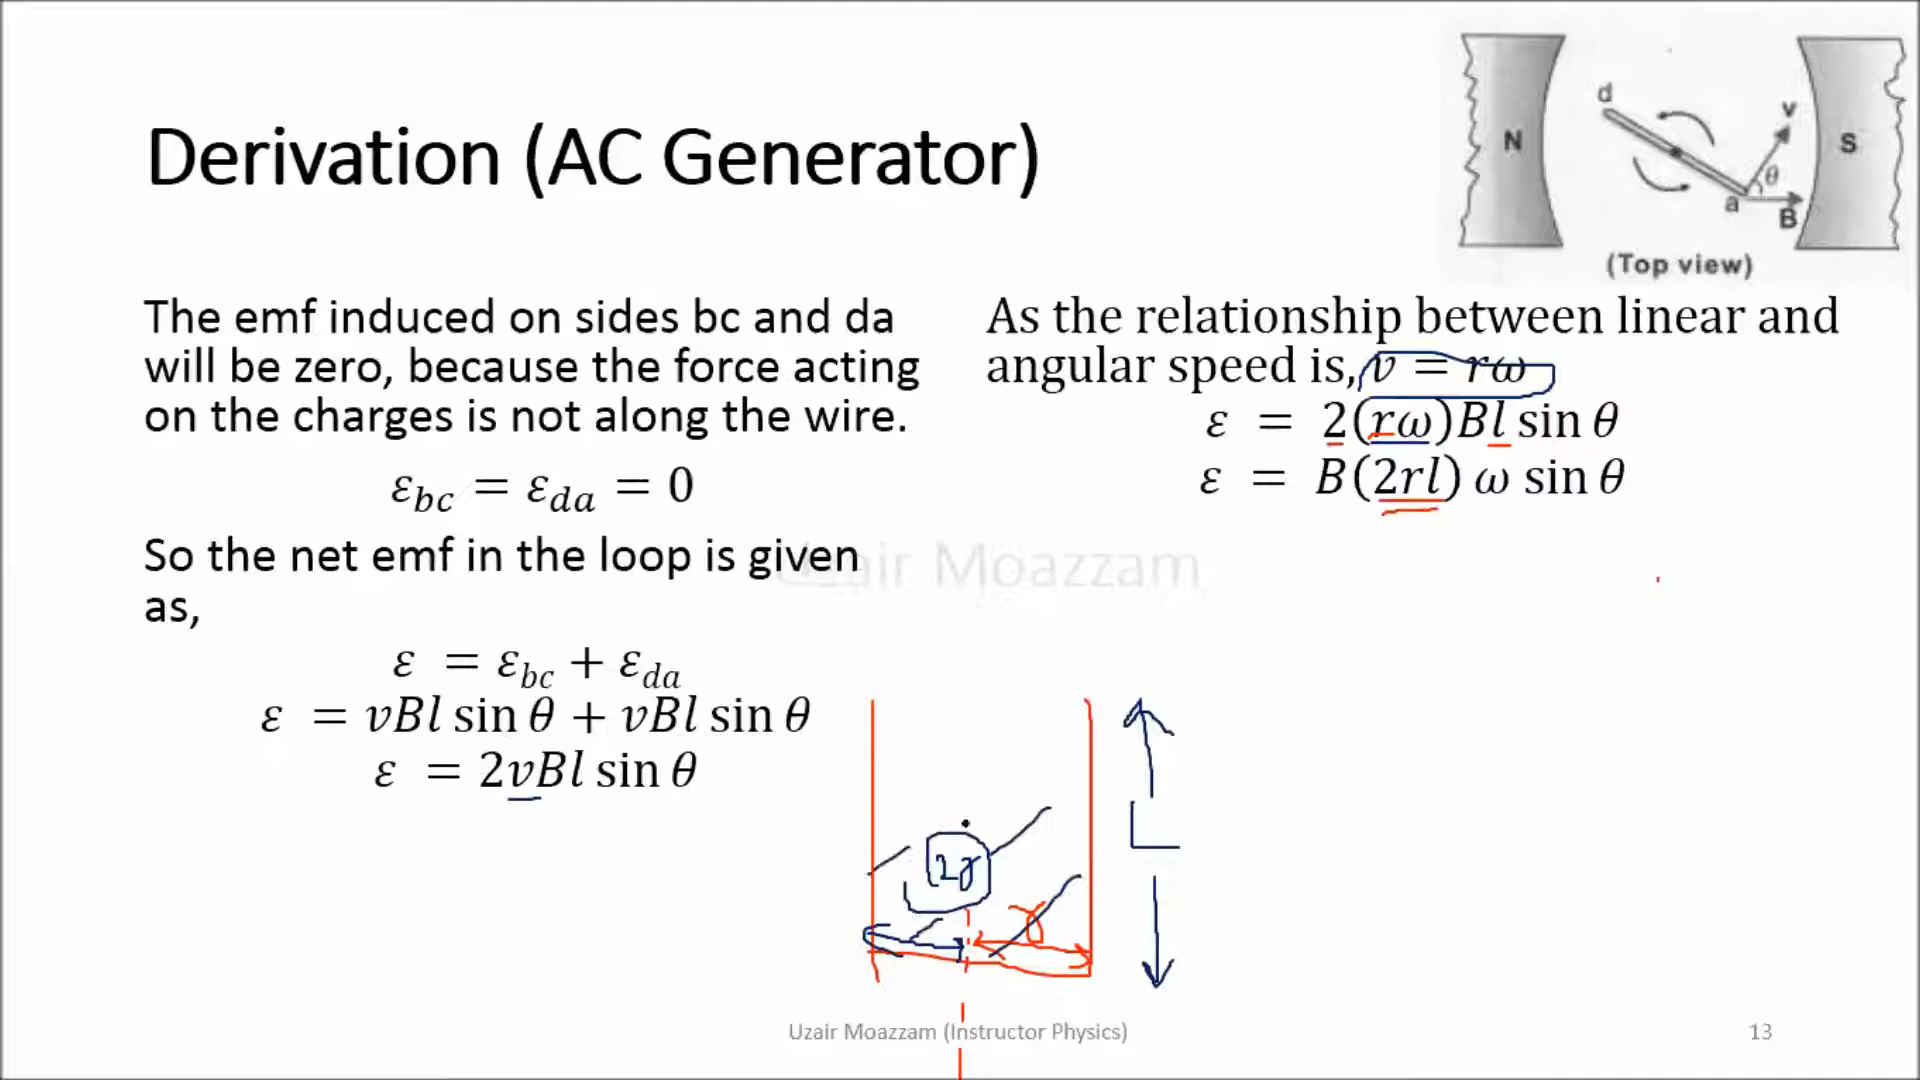 Derivation (AC Generator)
N
d
v
θ
S
a
B
(Top view)
The emf induced on sides bc and da
will be zero, because the force acting
on the charges is not along the wire.
ε_bc = ε_da = 0
So the net emf in the loop is given
as,
ε = ε_bc + ε_da
ε = vBl sin θ + vBl sin θ
ε = 2vBl sin θ
As the relationship between linear and
angular speed is, v = rω
ε = 2(rω)Bl sin θ
ε = B(2rl) ω sin θ
Uzair Moazzam
2r
r
L
Uzair Moazzam (Instructor Physics)
13